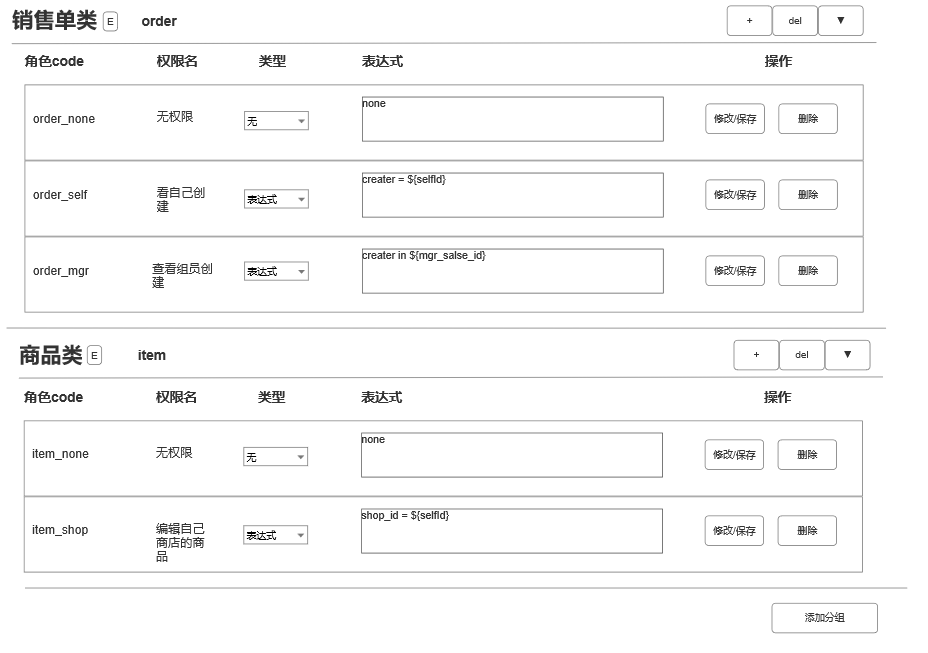 销售单类 E order + del ▼
角色code 权限名 类型 表达式 操作
order_none 无权限 无 none 修改/保存 删除
order_self 看自己创
建 表达式 creater = ${selfId} 修改/保存 删除
order_mgr 查看组员创
建 表达式 creater in ${mgr_salse_id} 修改/保存 删除
商品类 E item + del ▼
角色code 权限名 类型 表达式 操作
item_none 无权限 无 none 修改/保存 删除
item_shop 编辑自己
商店的商
品 表达式 shop_id = ${selfId} 修改/保存 删除
添加分组